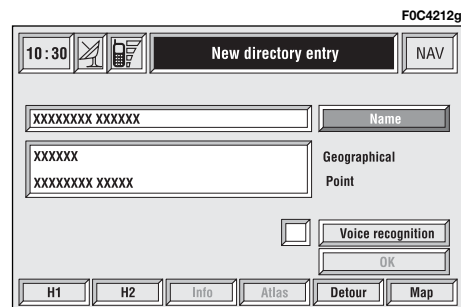 F0C4212g
10:30 New directory entry NAV
XXXXXXXX XXXXXX Name
XXXXXX Geographical
XXXXXXXX XXXXX Point
Voice recognition
OK
H1 H2 Info Atlas Detour Map